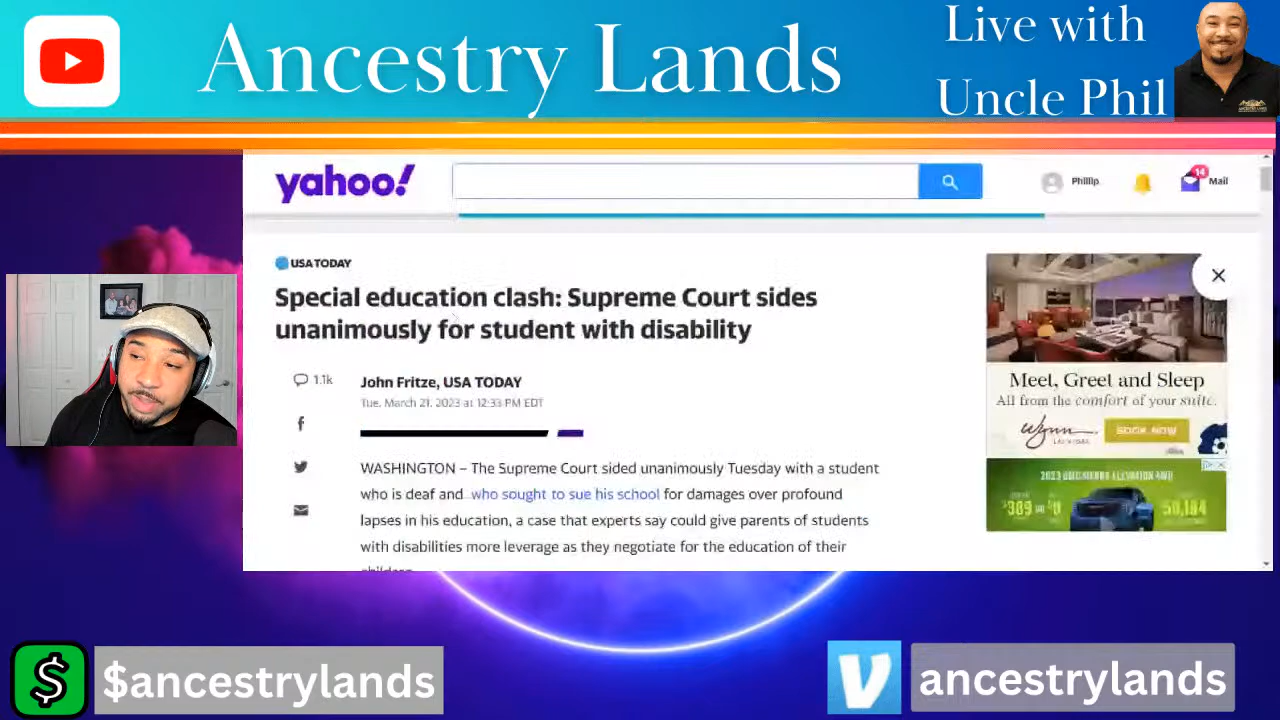 Ancestry Lands
Live with
Uncle Phil
yahoo!
Phillip
14
Mail
USA TODAY
Special education clash: Supreme Court sides
unanimously for student with disability
1.1k
John Fritze, USA TODAY
Tue, March 21, 2023 at 12:33 PM EDT
WASHINGTON – The Supreme Court sided unanimously Tuesday with a student
who is deaf and who sought to sue his school for damages over profound
lapses in his education, a case that experts say could give parents of students
with disabilities more leverage as they negotiate for the education of their
children
Meet, Greet and Sleep
All from the comfort of your suite.
Wynn
LAS VEGAS
BOOK NOW
$ancestrylands
ancestrylands